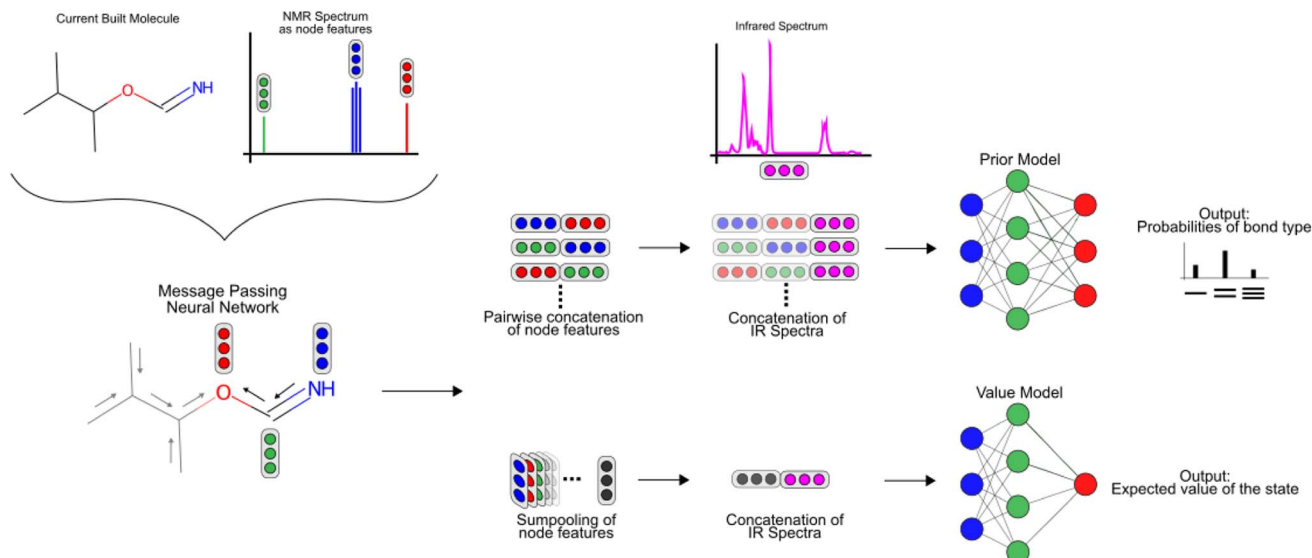 Current Built Molecule
NMR Spectrum
as node features
Infrared Spectrum
O
NH
Prior Model
Output:
Probabilities of bond type
Message Passing
Neural Network
Pairwise concatenation
of node features
Concatenation of
IR Spectra
O
NH
Value Model
Output:
Expected value of the state
Sumpooling of
node features
Concatenation of
IR Spectra